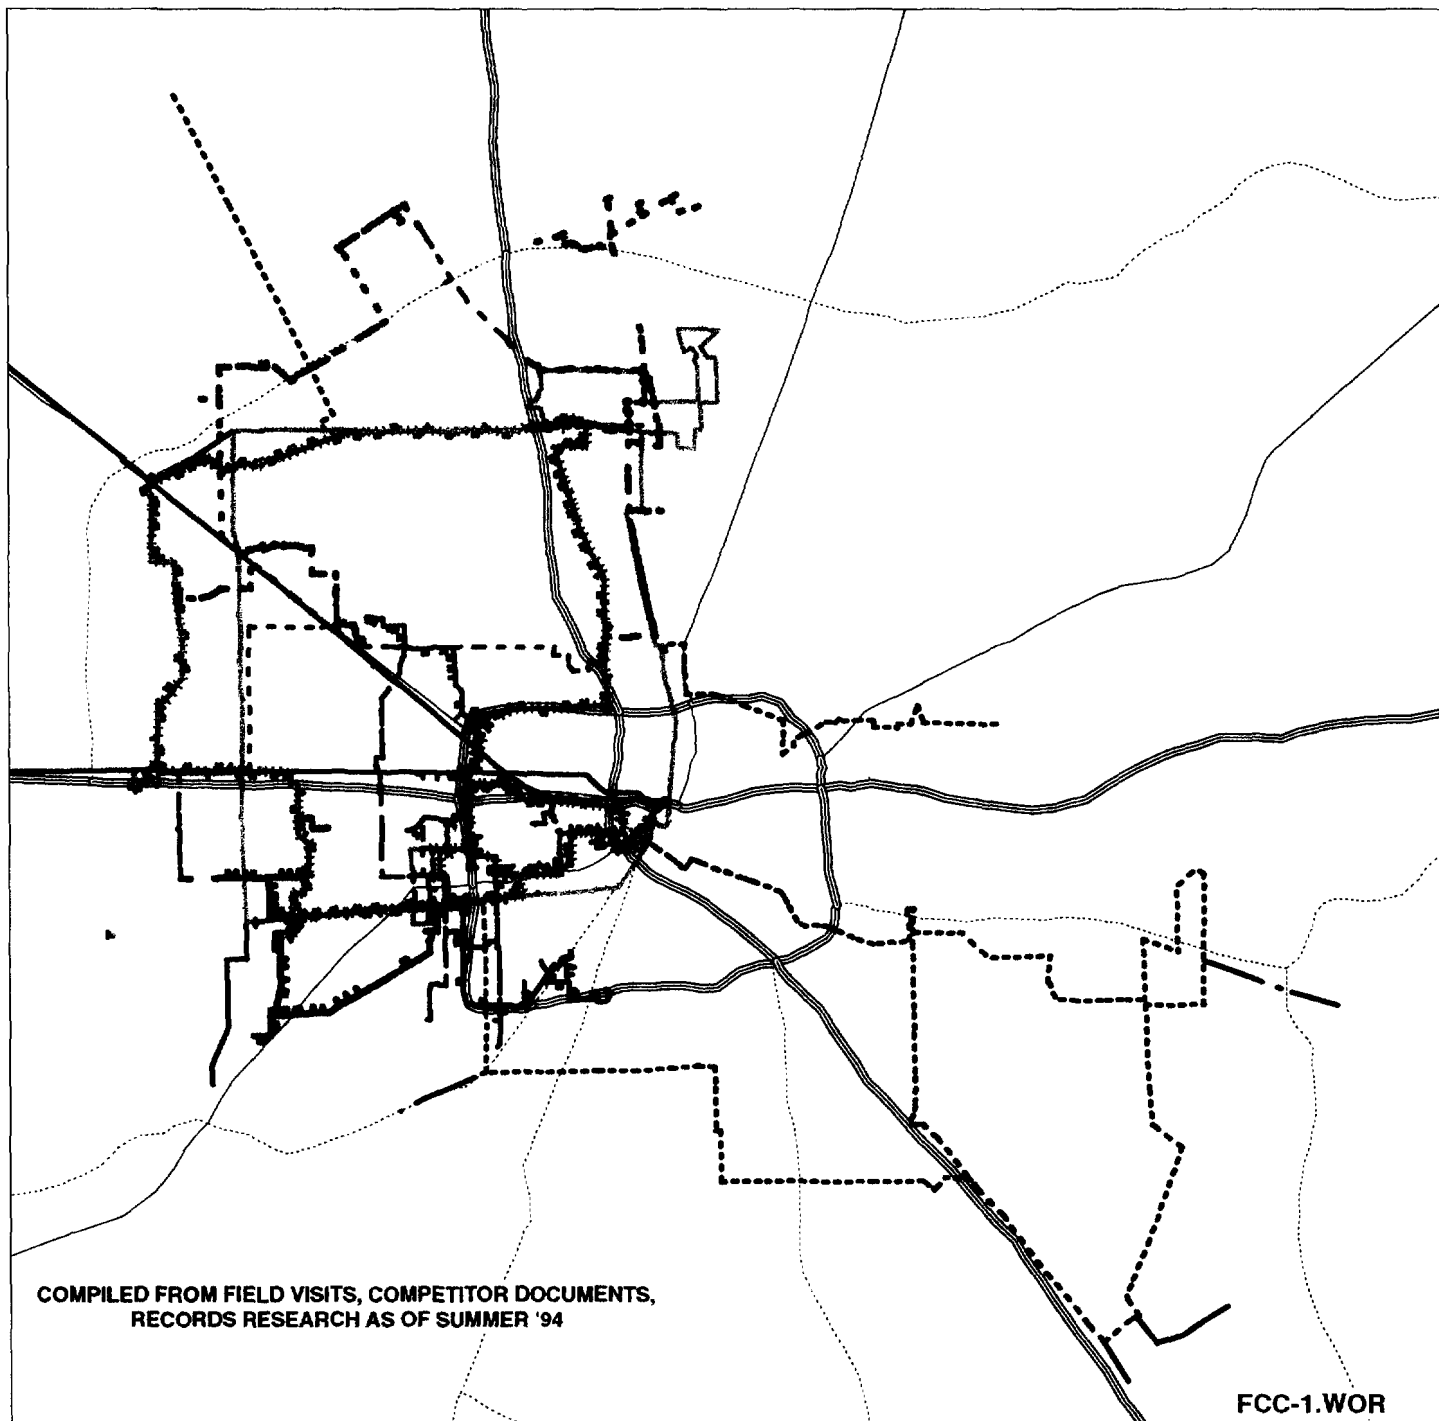 COMPILED FROM FIELD VISITS, COMPETITOR DOCUMENTS,
RECORDS RESEARCH AS OF SUMMER '94
FCC-1.WOR